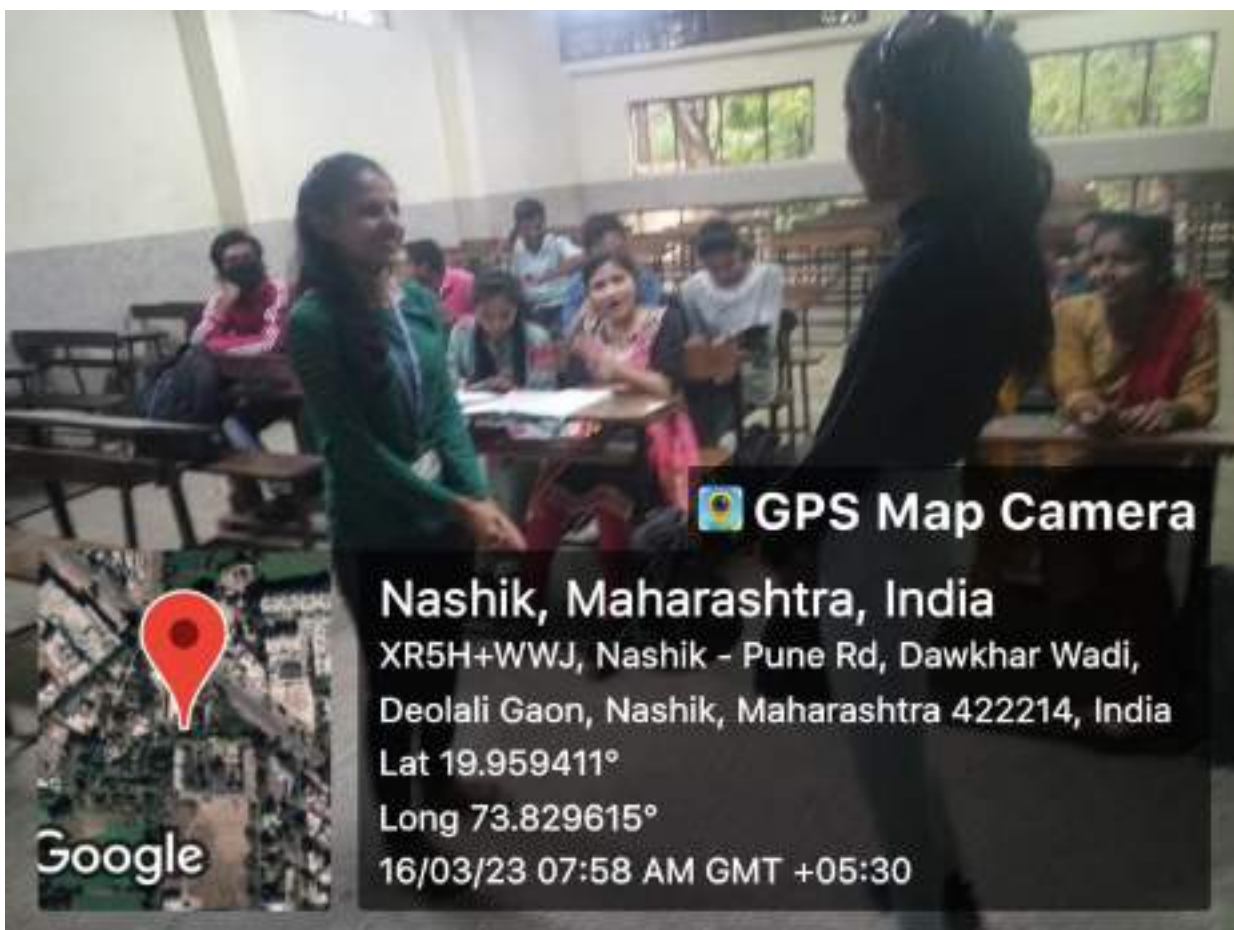 GPS Map Camera
Nashik, Maharashtra, India
XR5H+WWJ, Nashik - Pune Rd, Dawkhar Wadi,
Deolali Gaon, Nashik, Maharashtra 422214, India
Lat 19.959411°
Long 73.829615°
16/03/23 07:58 AM GMT +05:30
Google